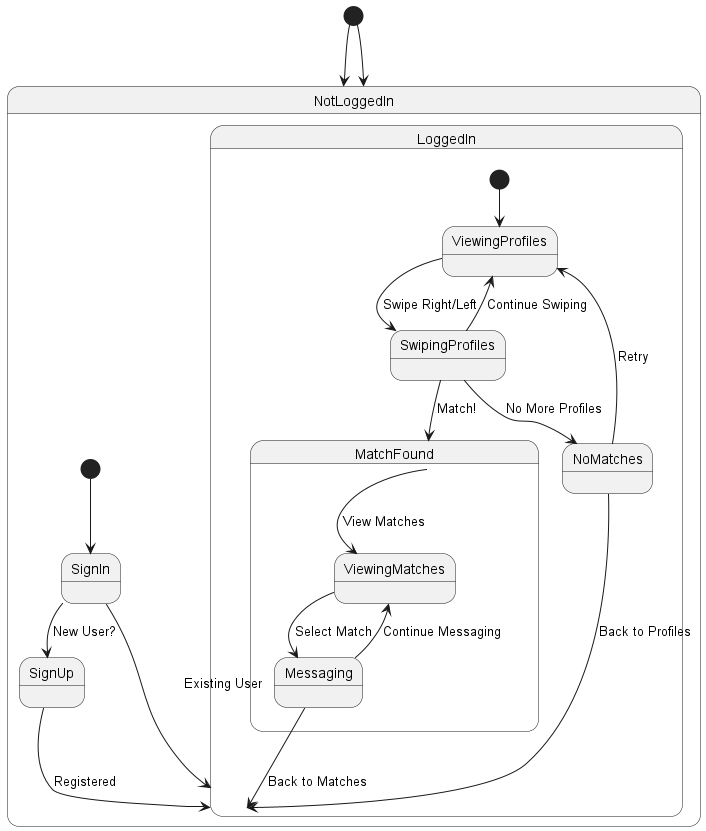 NotLoggedIn
LoggedIn
ViewingProfiles
Swipe Right/Left
Continue Swiping
SwipingProfiles
Retry
Match!
No More Profiles
MatchFound
NoMatches
View Matches
SignIn
ViewingMatches
New User?
Select Match
Continue Messaging
Back to Profiles
SignUp
Messaging
Existing User
Registered
Back to Matches